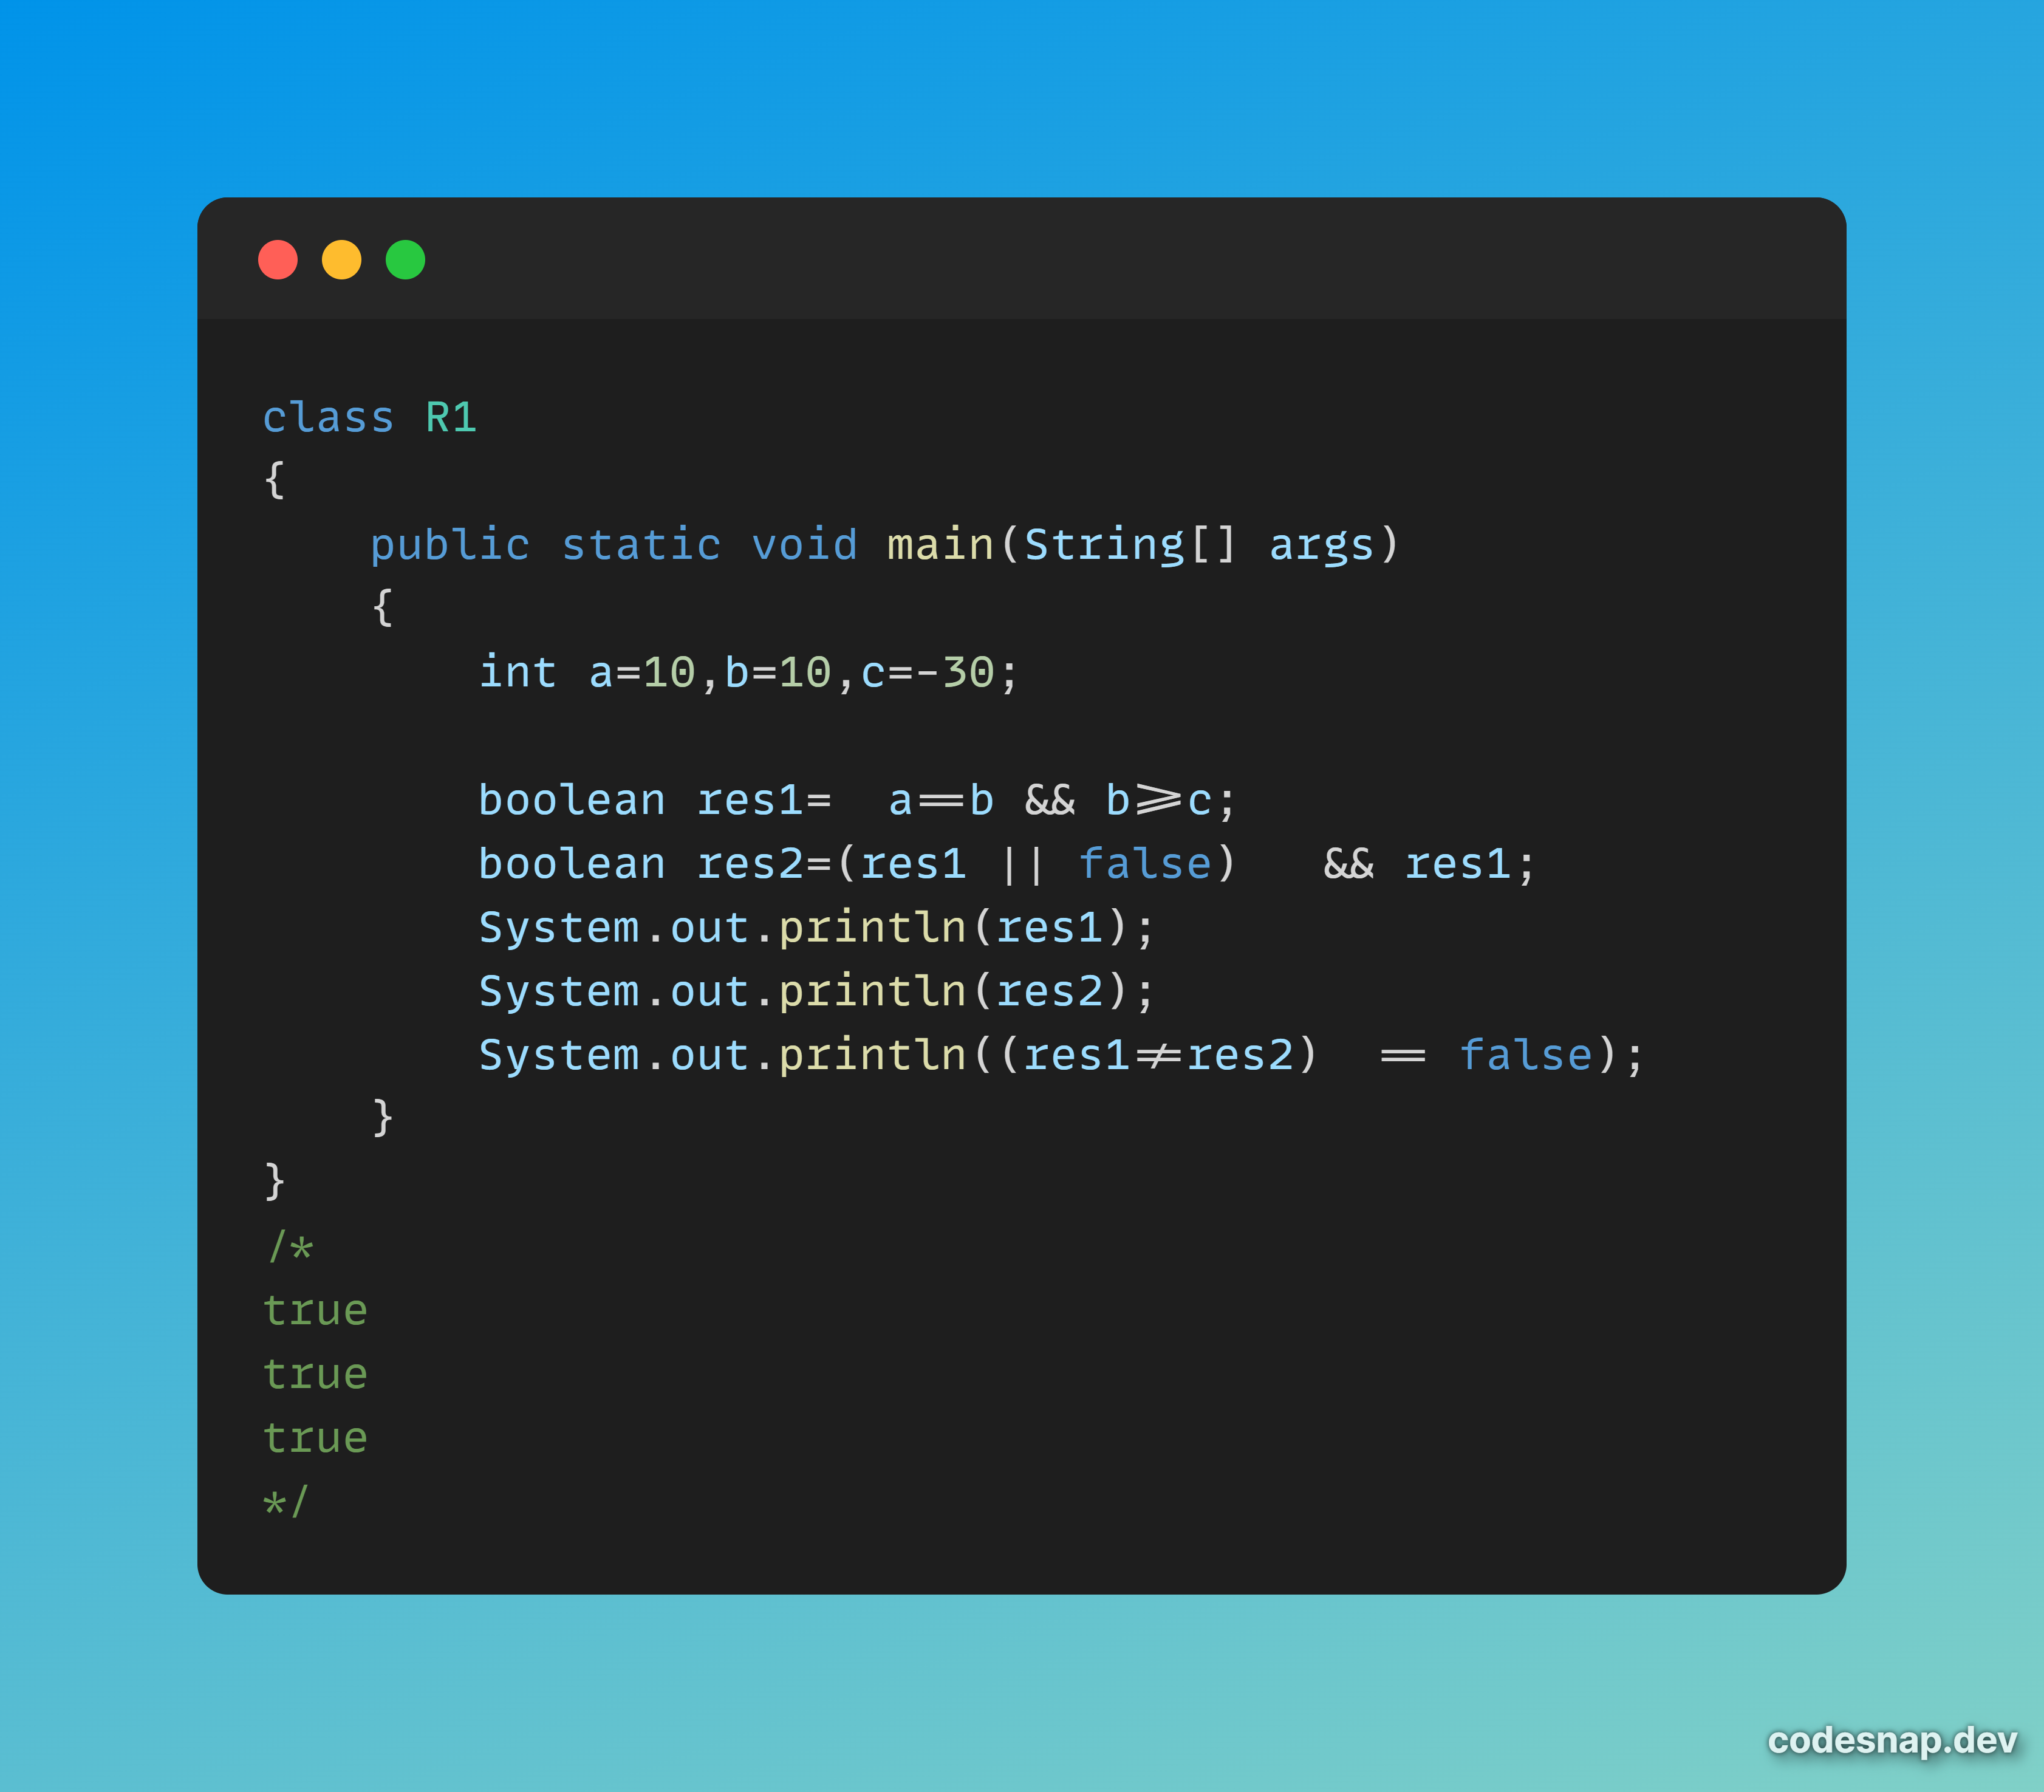 class R1
{
    public static void main(String[] args)
    {
        int a=10,b=10,c=-30;

        boolean res1=  a==b && b>=c;
        boolean res2=(res1 || false)   && res1;
        System.out.println(res1);
        System.out.println(res2);
        System.out.println((res1!=res2)  == false);
    }
}
/*
true
true
true
*/
codesnap.dev